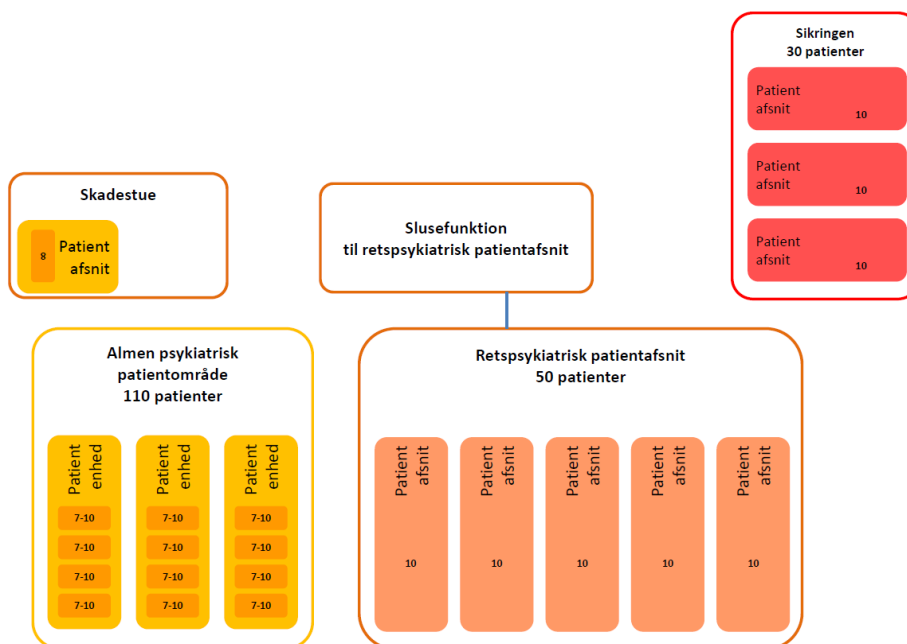 Sikringen
30 patienter
Patient
afsnit
10
Patient
afsnit
10
Patient
afsnit
10
Skadestue
8
Patient
afsnit
Slusefunktion
til retspsykiatrisk patientafsnit
Almen psykiatrisk
patientområde
110 patienter
Patient
enhed
7-10
7-10
7-10
7-10
Patient
enhed
7-10
7-10
7-10
7-10
Patient
enhed
7-10
7-10
7-10
7-10
Retspsykiatrisk patientafsnit
50 patienter
Patient
afsnit
10
Patient
afsnit
10
Patient
afsnit
10
Patient
afsnit
10
Patient
afsnit
10